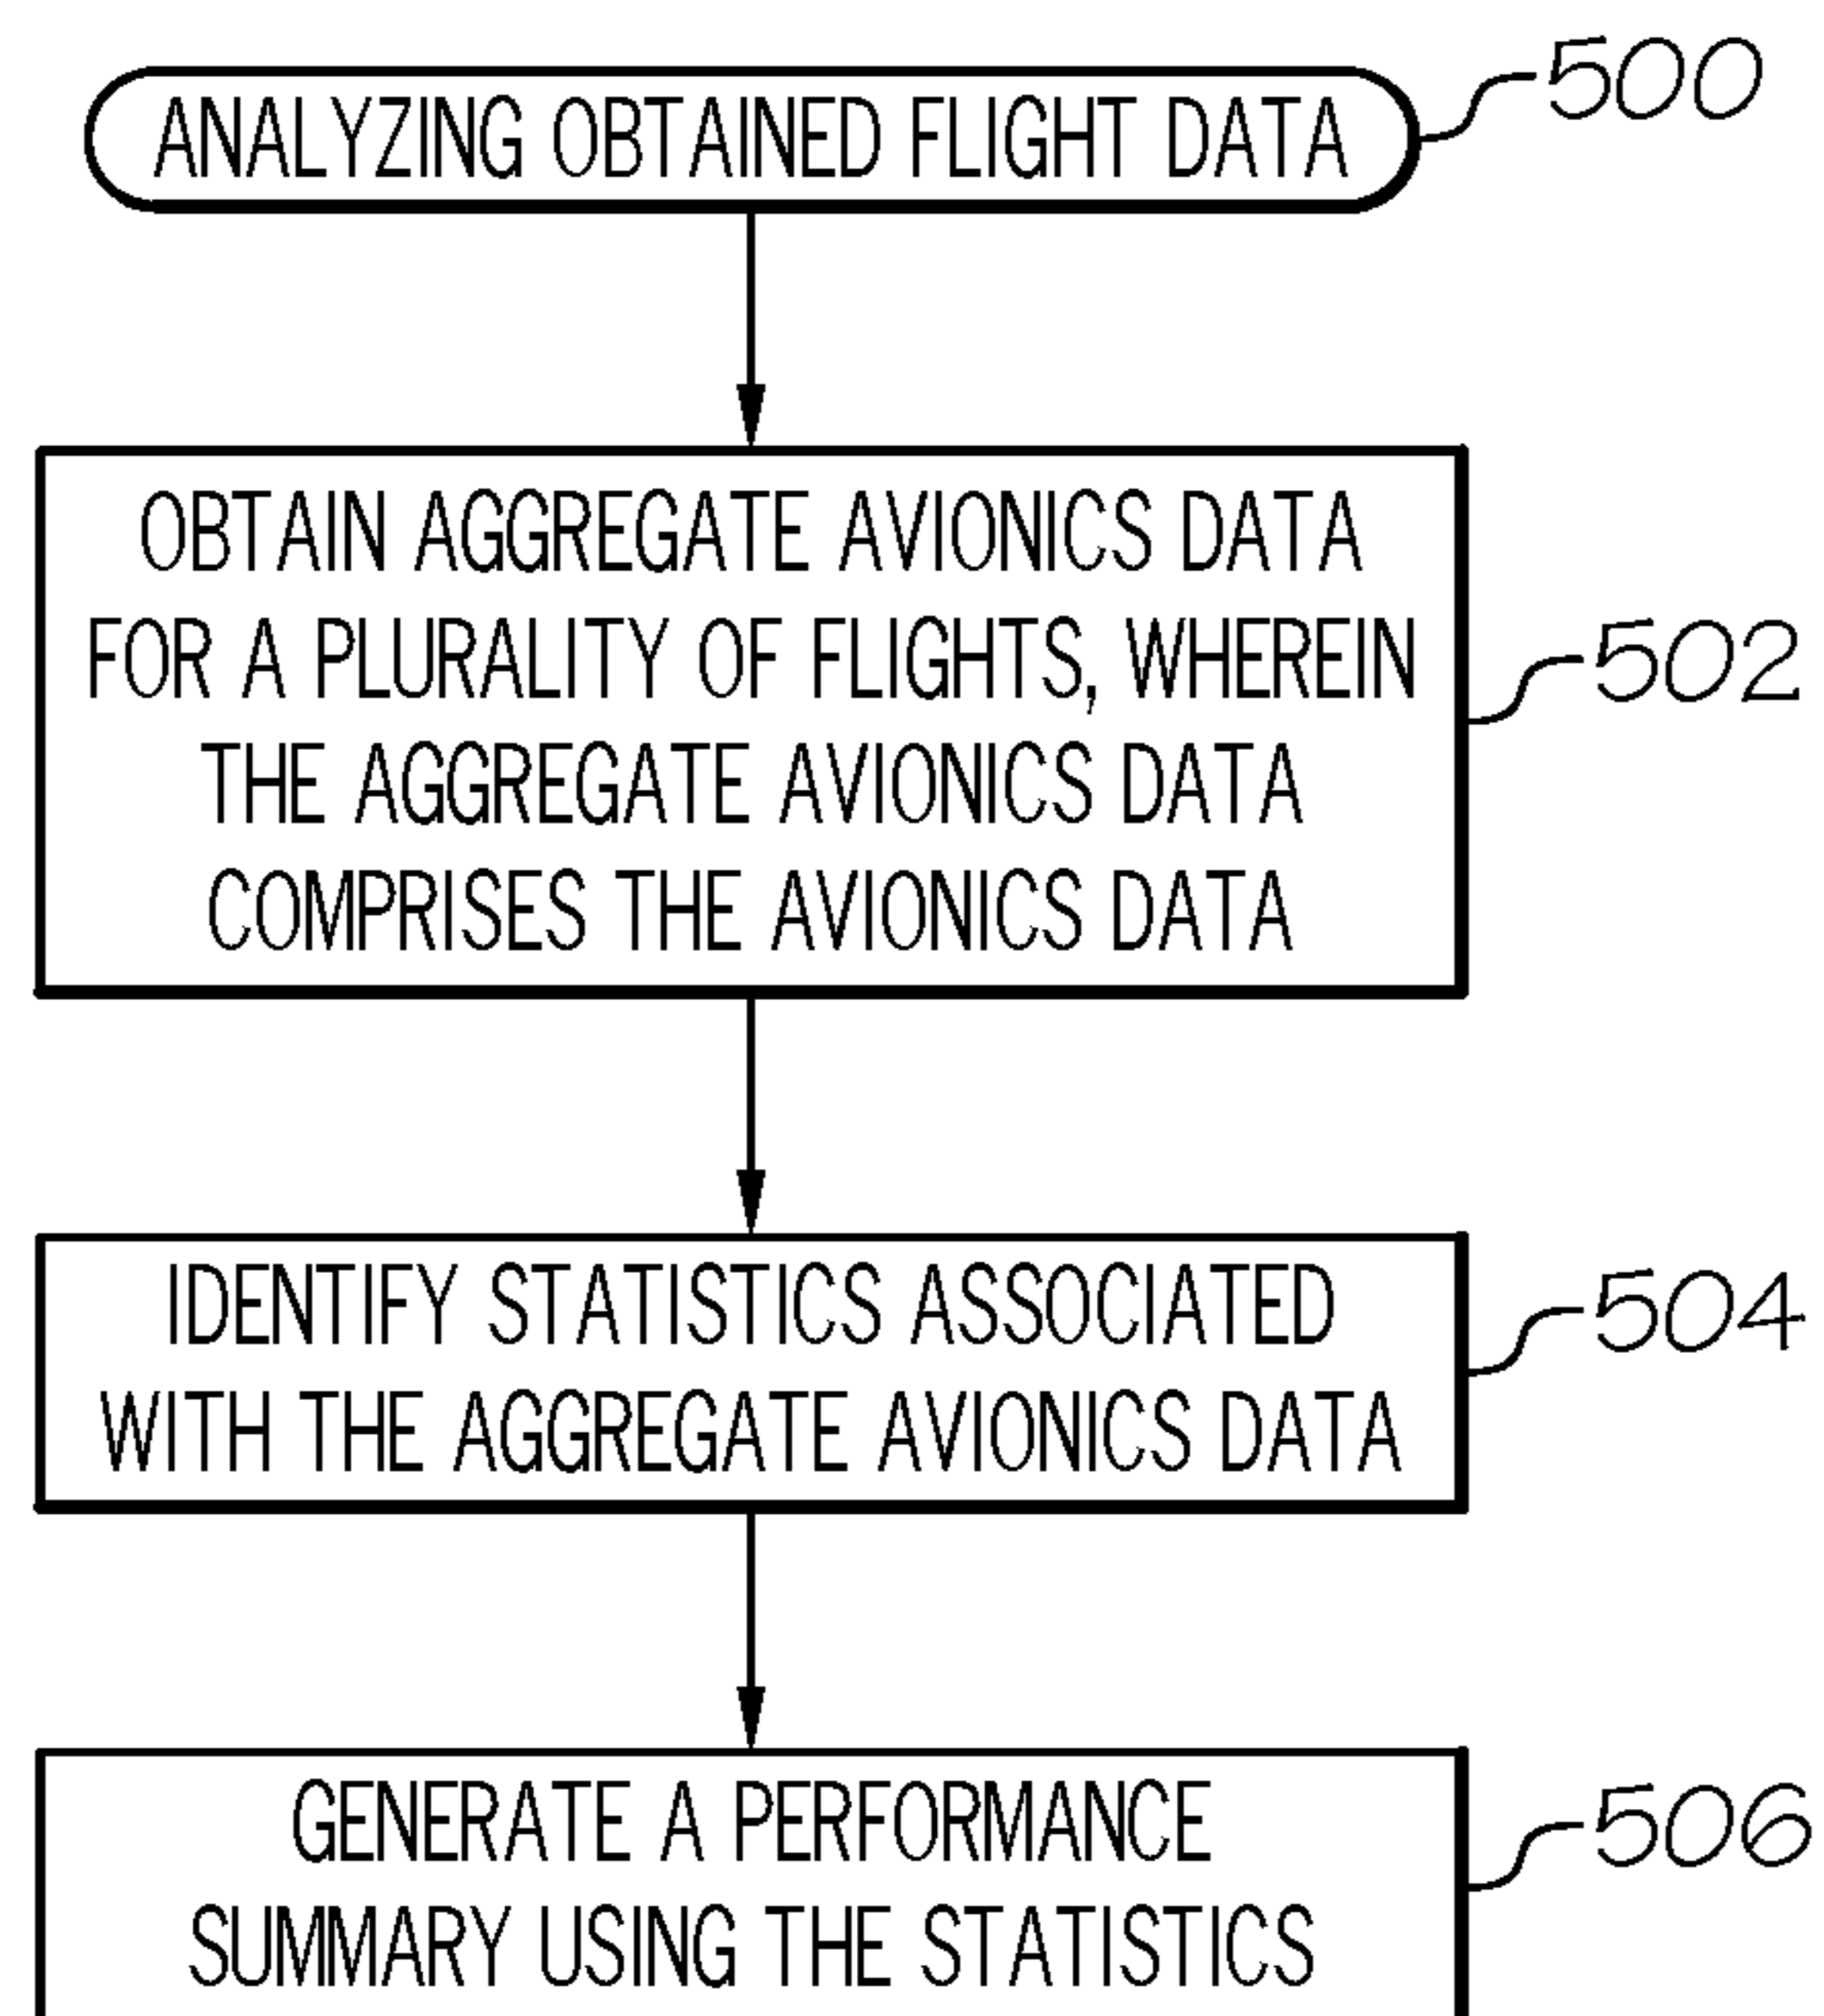 ANALYZING OBTAINED FLIGHT DATA
500
OBTAIN AGGREGATE AVIONICS DATA
FOR A PLURALITY OF FLIGHTS, WHEREIN
THE AGGREGATE AVIONICS DATA
COMPRISES THE AVIONICS DATA
502
IDENTIFY STATISTICS ASSOCIATED
WITH THE AGGREGATE AVIONICS DATA
504
GENERATE A PERFORMANCE
SUMMARY USING THE STATISTICS
506